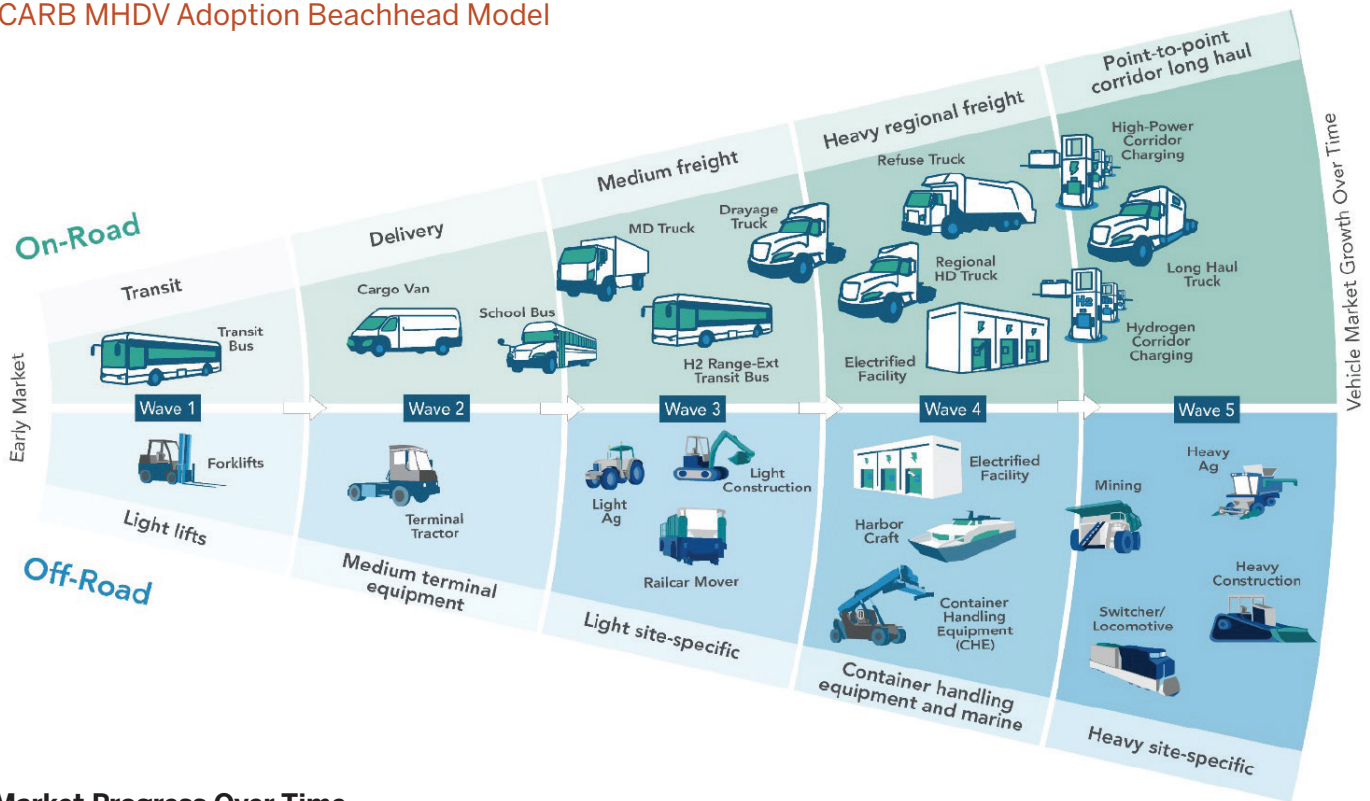 CARB MHDV Adoption Beachhead Model
On-Road
Transit
Delivery
Medium freight
Heavy regional freight
Point-to-point
corridor long haul
Early Market
Vehicle Market Growth Over Time
Transit
Bus
Cargo Van
School Bus
MD Truck
Drayage
Truck
H2 Range-Ext
Transit Bus
Refuse Truck
Regional
HD Truck
Electrified
Facility
High-Power
Corridor
Charging
Long Haul
Truck
H2
Hydrogen
Corridor
Charging
Wave 1
Wave 2
Wave 3
Wave 4
Wave 5
Forklifts
Terminal
Tractor
Light
Ag
Light
Construction
Railcar Mover
Electrified
Facility
Harbor
Craft
Container
Handling
Equipment
(CHE)
Mining
Heavy
Ag
Heavy
Construction
Switcher/
Locomotive
Off-Road
Light lifts
Medium terminal
equipment
Light site-specific
Container handling
equipment and marine
Heavy site-specific
Market Progress Over Time